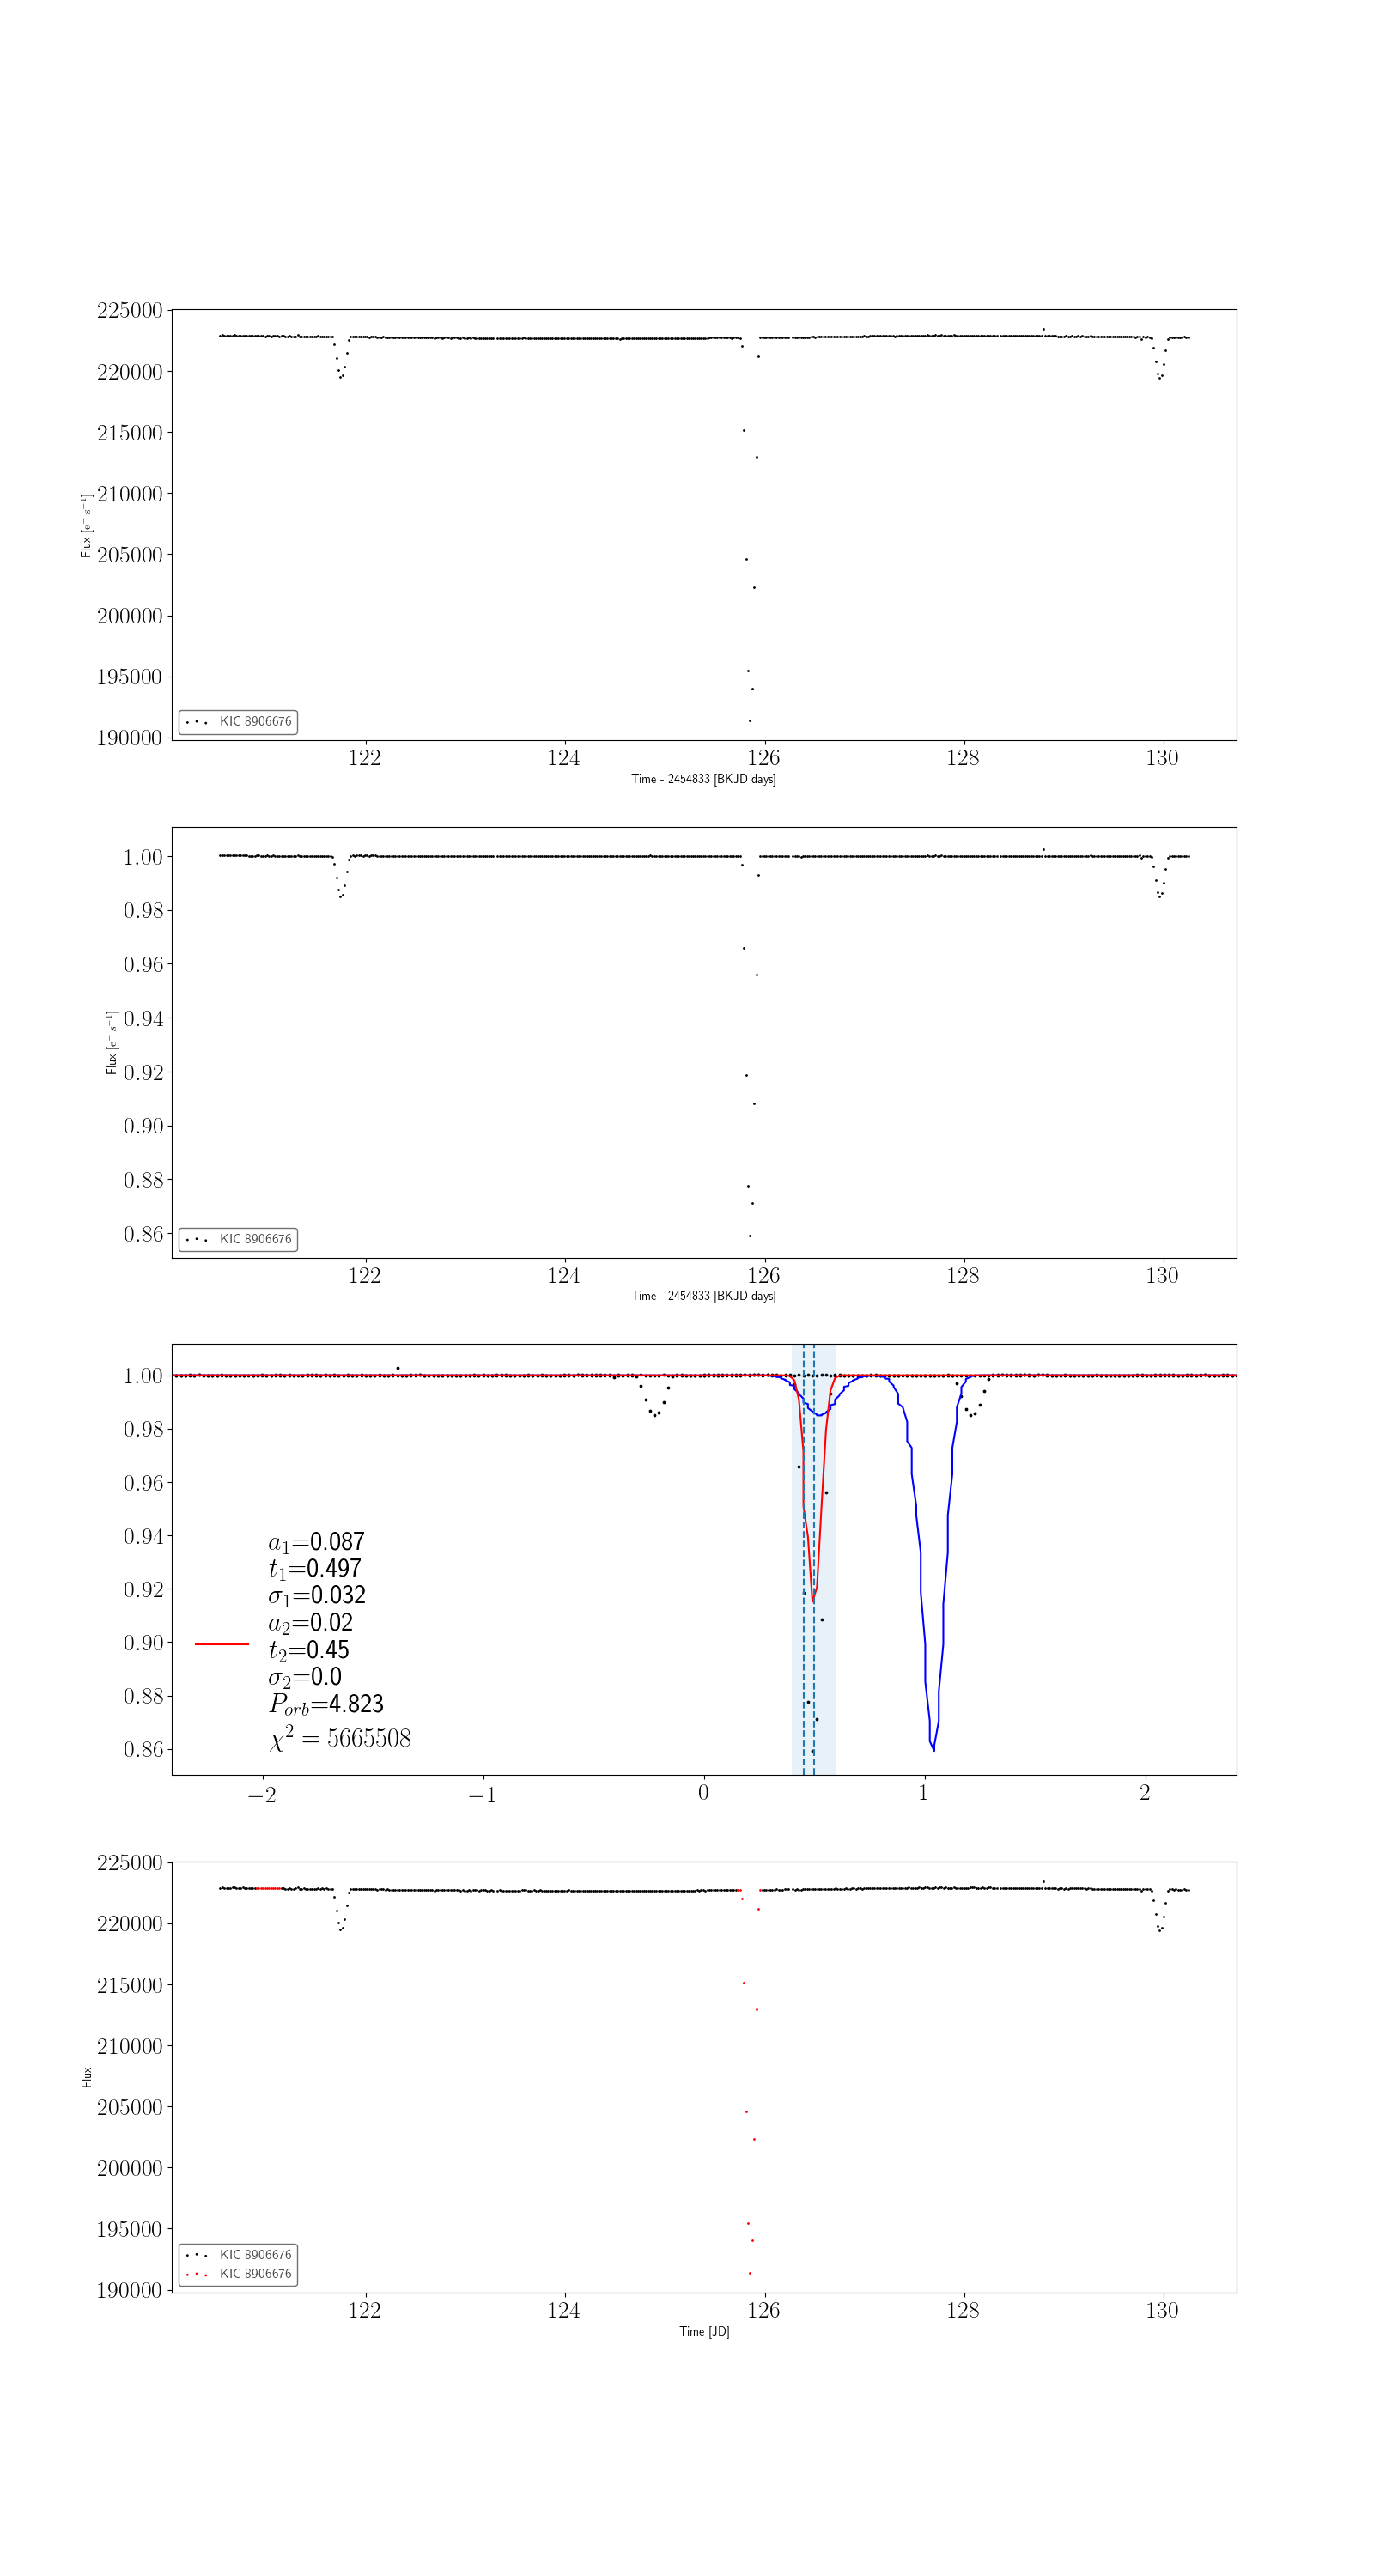 225000
220000
215000
210000
205000
200000
195000
190000
Flux [e⁻ s⁻¹]
KIC 8906676
122 124 126 128 130
Time - 2454833 [BKJD days]
1.00
0.98
0.96
0.94
0.92
0.90
0.88
0.86
Flux [e⁻ s⁻¹]
KIC 8906676
122 124 126 128 130
Time - 2454833 [BKJD days]
1.00
0.98
0.96
0.94
0.92
0.90
0.88
0.86
a₁=0.087
t₁=0.497
σ₁=0.032
a₂=0.02
t₂=0.45
σ₂=0.0
P_orb=4.823
χ² = 5665508
−2 −1 0 1 2
225000
220000
215000
210000
205000
200000
195000
190000
Flux
KIC 8906676
KIC 8906676
122 124 126 128 130
Time [JD]